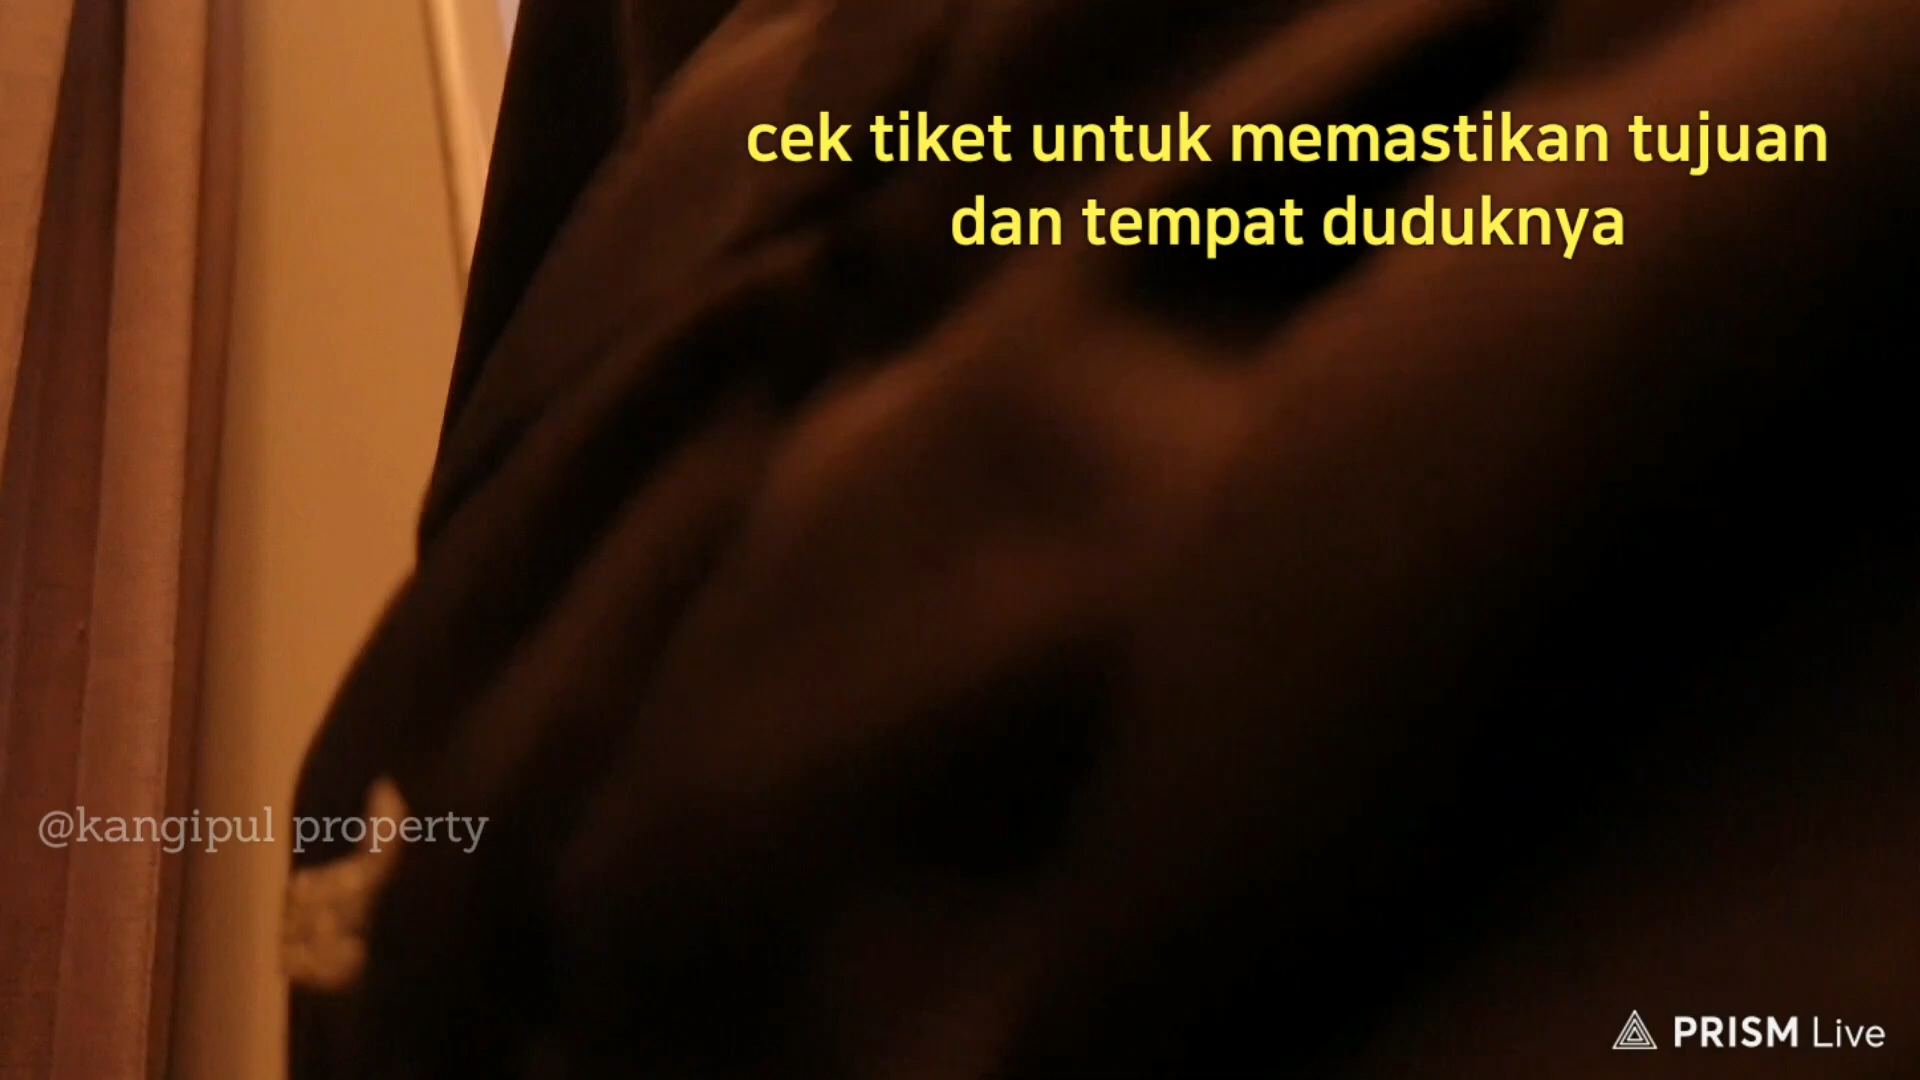 cek tiket untuk memastikan tujuan
dan tempat duduknya
@kangipul property
PRISM Live